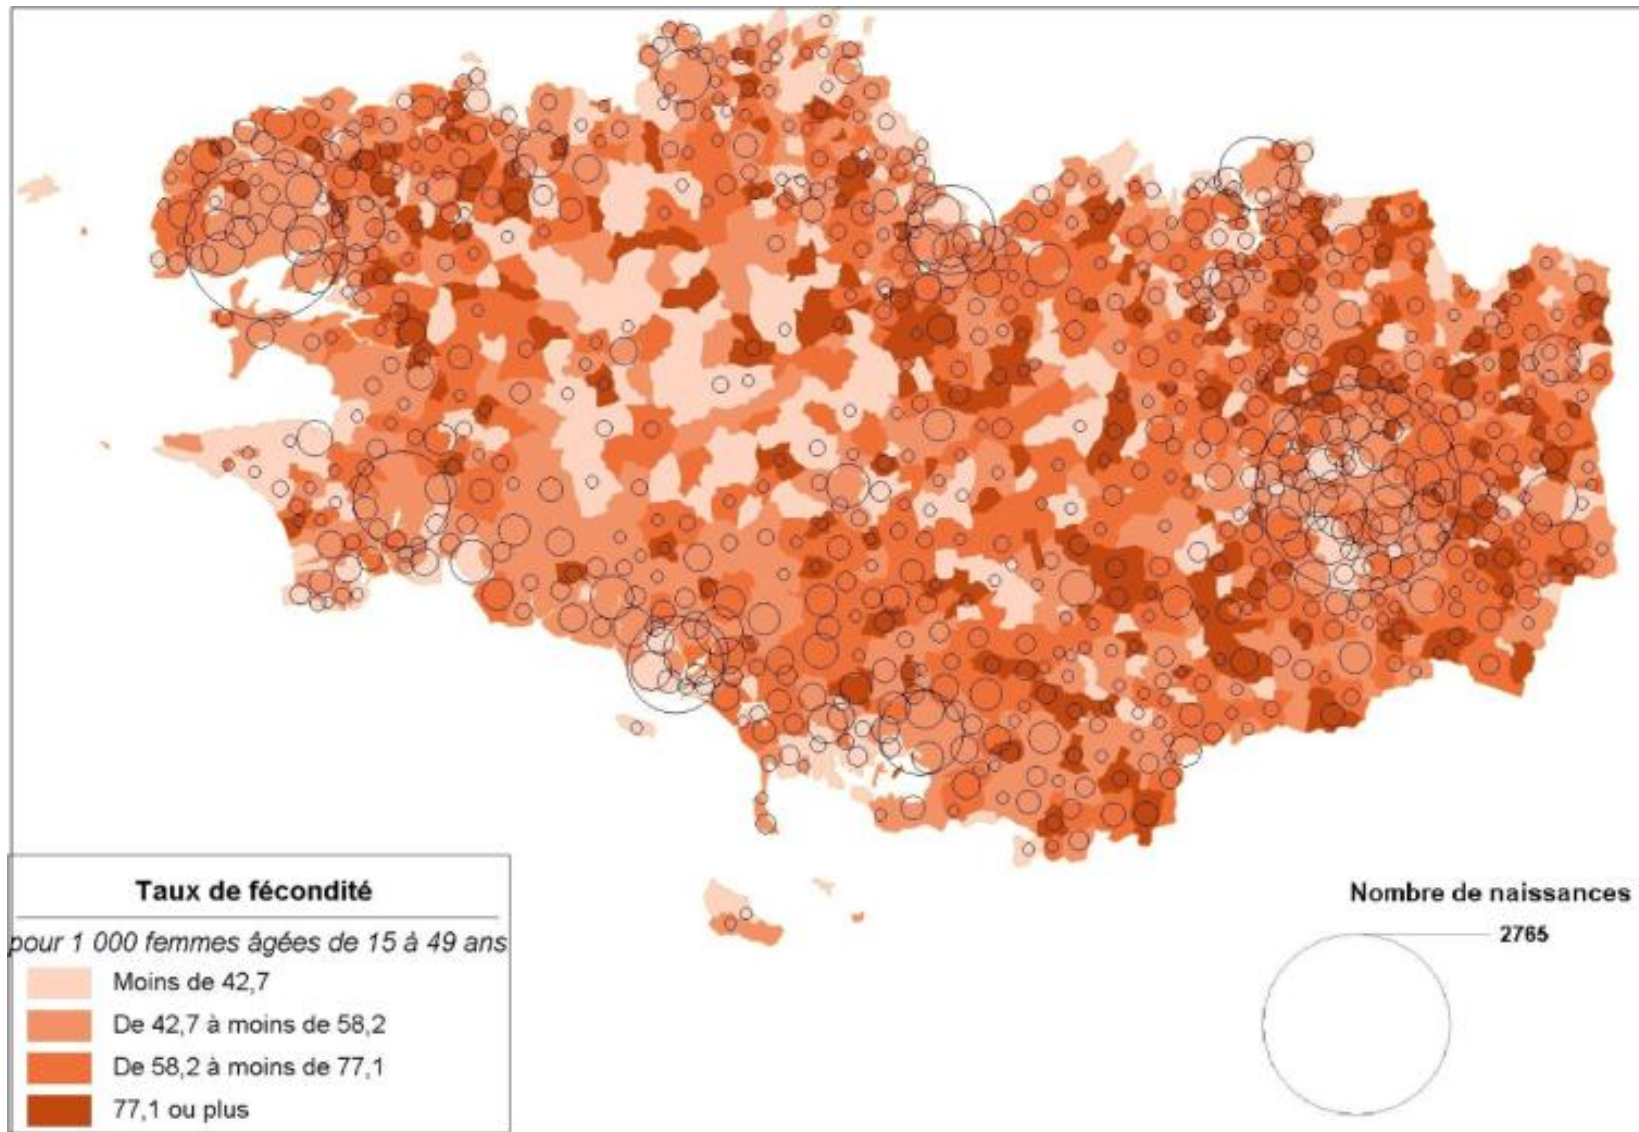 Taux de fécondité
pour 1 000 femmes âgées de 15 à 49 ans
Moins de 42,7
De 42,7 à moins de 58,2
De 58,2 à moins de 77,1
77,1 ou plus
Nombre de naissances
2765